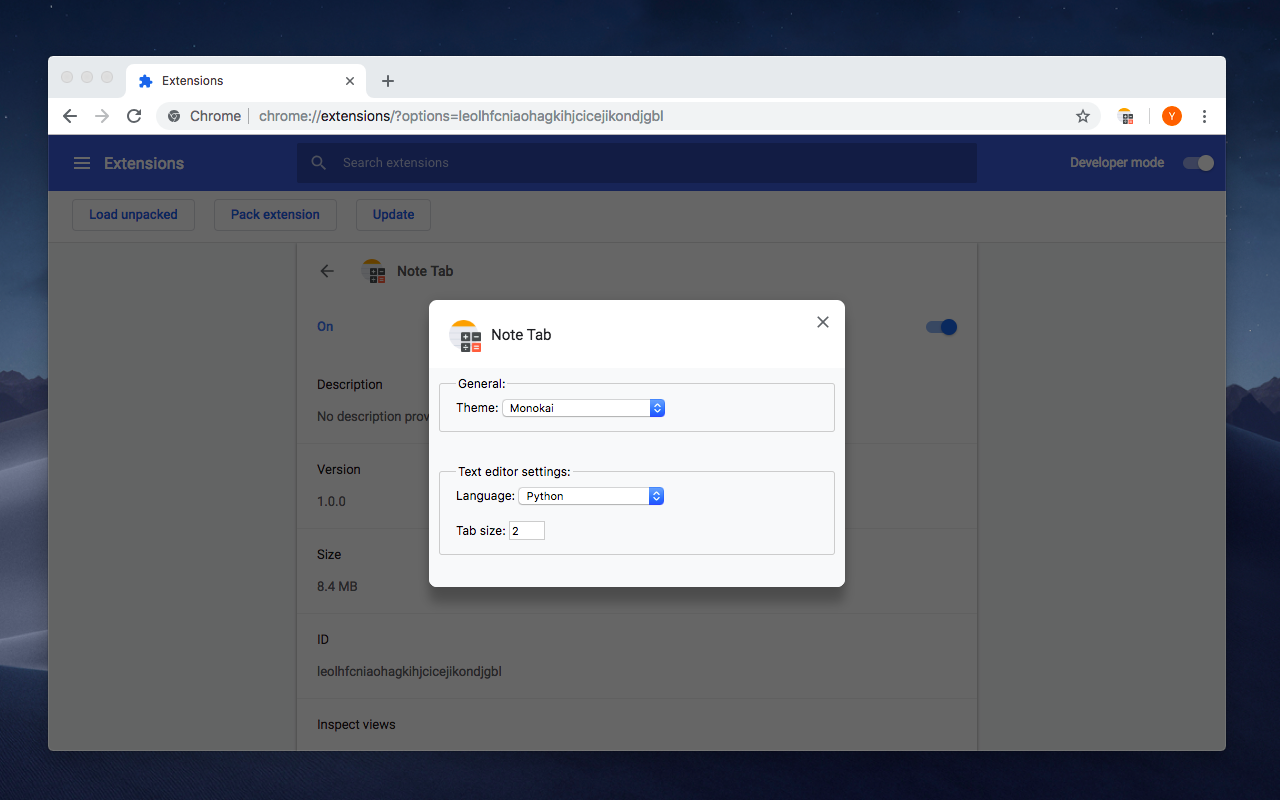 Extensions
Chrome chrome://extensions/?options=leolhfcniaohagkihjcicejikondjgbl
Y
Extensions
Search extensions
Developer mode
Load unpacked
Pack extension
Update
Note Tab
On
Description
No description prov
Version
1.0.0
Size
8.4 MB
ID
leolhfcniaohagkihjcicejikondjgbl
Inspect views
Note Tab
General:
Theme: Monokai
Text editor settings:
Language: Python
Tab size: 2